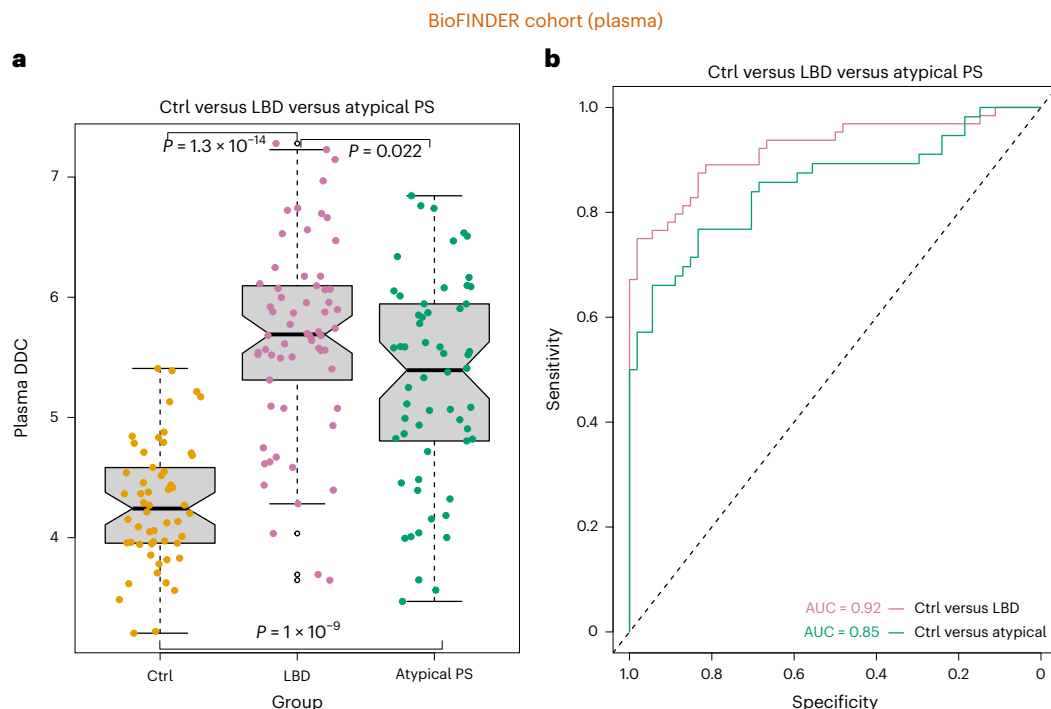 BioFINDER cohort (plasma)
a
Ctrl versus LBD versus atypical PS
P = 1.3 × 10⁻¹⁴
P = 0.022
7
6
5
4
Plasma DDC
P = 1 × 10⁻⁹
Ctrl
LBD
Atypical PS
Group
b
Ctrl versus LBD versus atypical PS
1.0
0.8
0.6
0.4
0.2
0
Sensitivity
AUC = 0.92 Ctrl versus LBD
AUC = 0.85 Ctrl versus atypical
1.0 0.8 0.6 0.4 0.2 0
Specificity